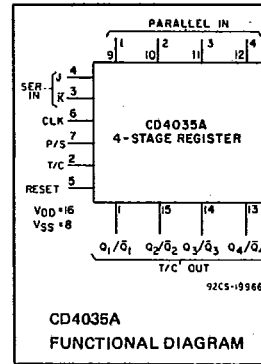 PARALLEL IN
1 2 3 4
9 10 11 12
SER. IN
J 4
K̅ 3
CLK 6
P/S 7
T/C 2
RESET 5
VDD = 16
VSS = 8
CD4035A
4-STAGE REGISTER
1 15 14 13
Q1/Q̅1 Q2/Q̅2 Q3/Q̅3 Q4/Q̅
T/C OUT
92CS-19966
CD4035A
FUNCTIONAL DIAGRAM